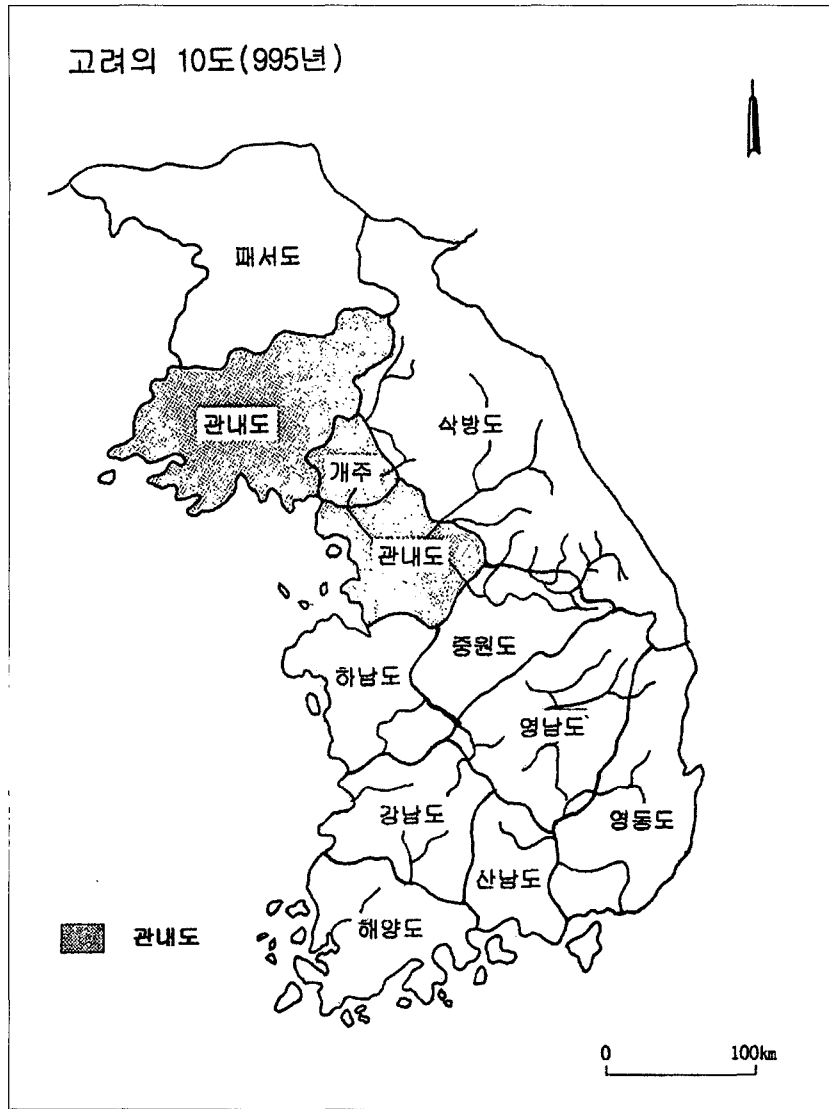 고려의 10도(995년)
패서도
관내도
삭방도
개주
관내도
중원도
하남도
영남도
강남도
영동도
산남도
해양도
관내도
0 100km